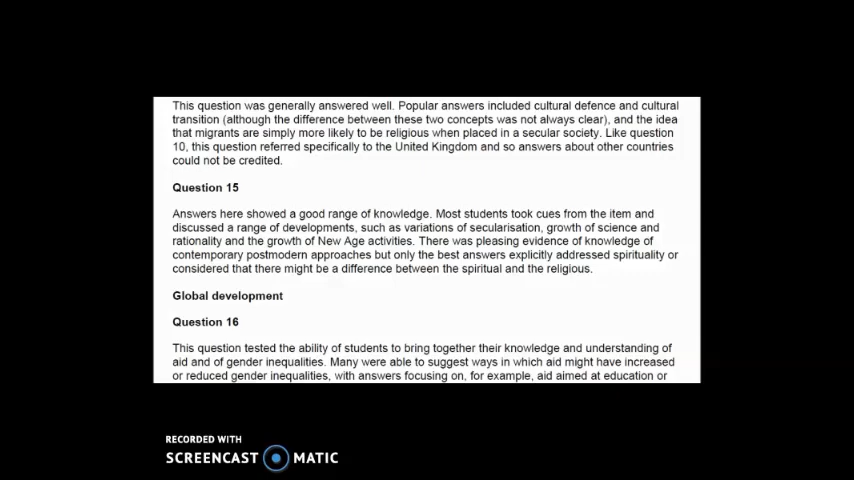 This question was generally answered well. Popular answers included cultural defence and cultural
transition (although the difference between these two concepts was not always clear), and the idea
that migrants are simply more likely to be religious when placed in a secular society. Like question
10, this question referred specifically to the United Kingdom and so answers about other countries
could not be credited.
Question 15
Answers here showed a good range of knowledge. Most students took cues from the item and
discussed a range of developments, such as variations of secularisation, growth of science and
rationality and the growth of New Age activities. There was pleasing evidence of knowledge of
contemporary postmodern approaches but only the best answers explicitly addressed spirituality or
considered that there might be a difference between the spiritual and the religious.
Global development
Question 16
This question tested the ability of students to bring together their knowledge and understanding of
aid and of gender inequalities. Many were able to suggest ways in which aid might have increased
or reduced gender inequalities, with answers focusing on, for example, aid aimed at education or
RECORDED WITH
SCREENCAST MATIC